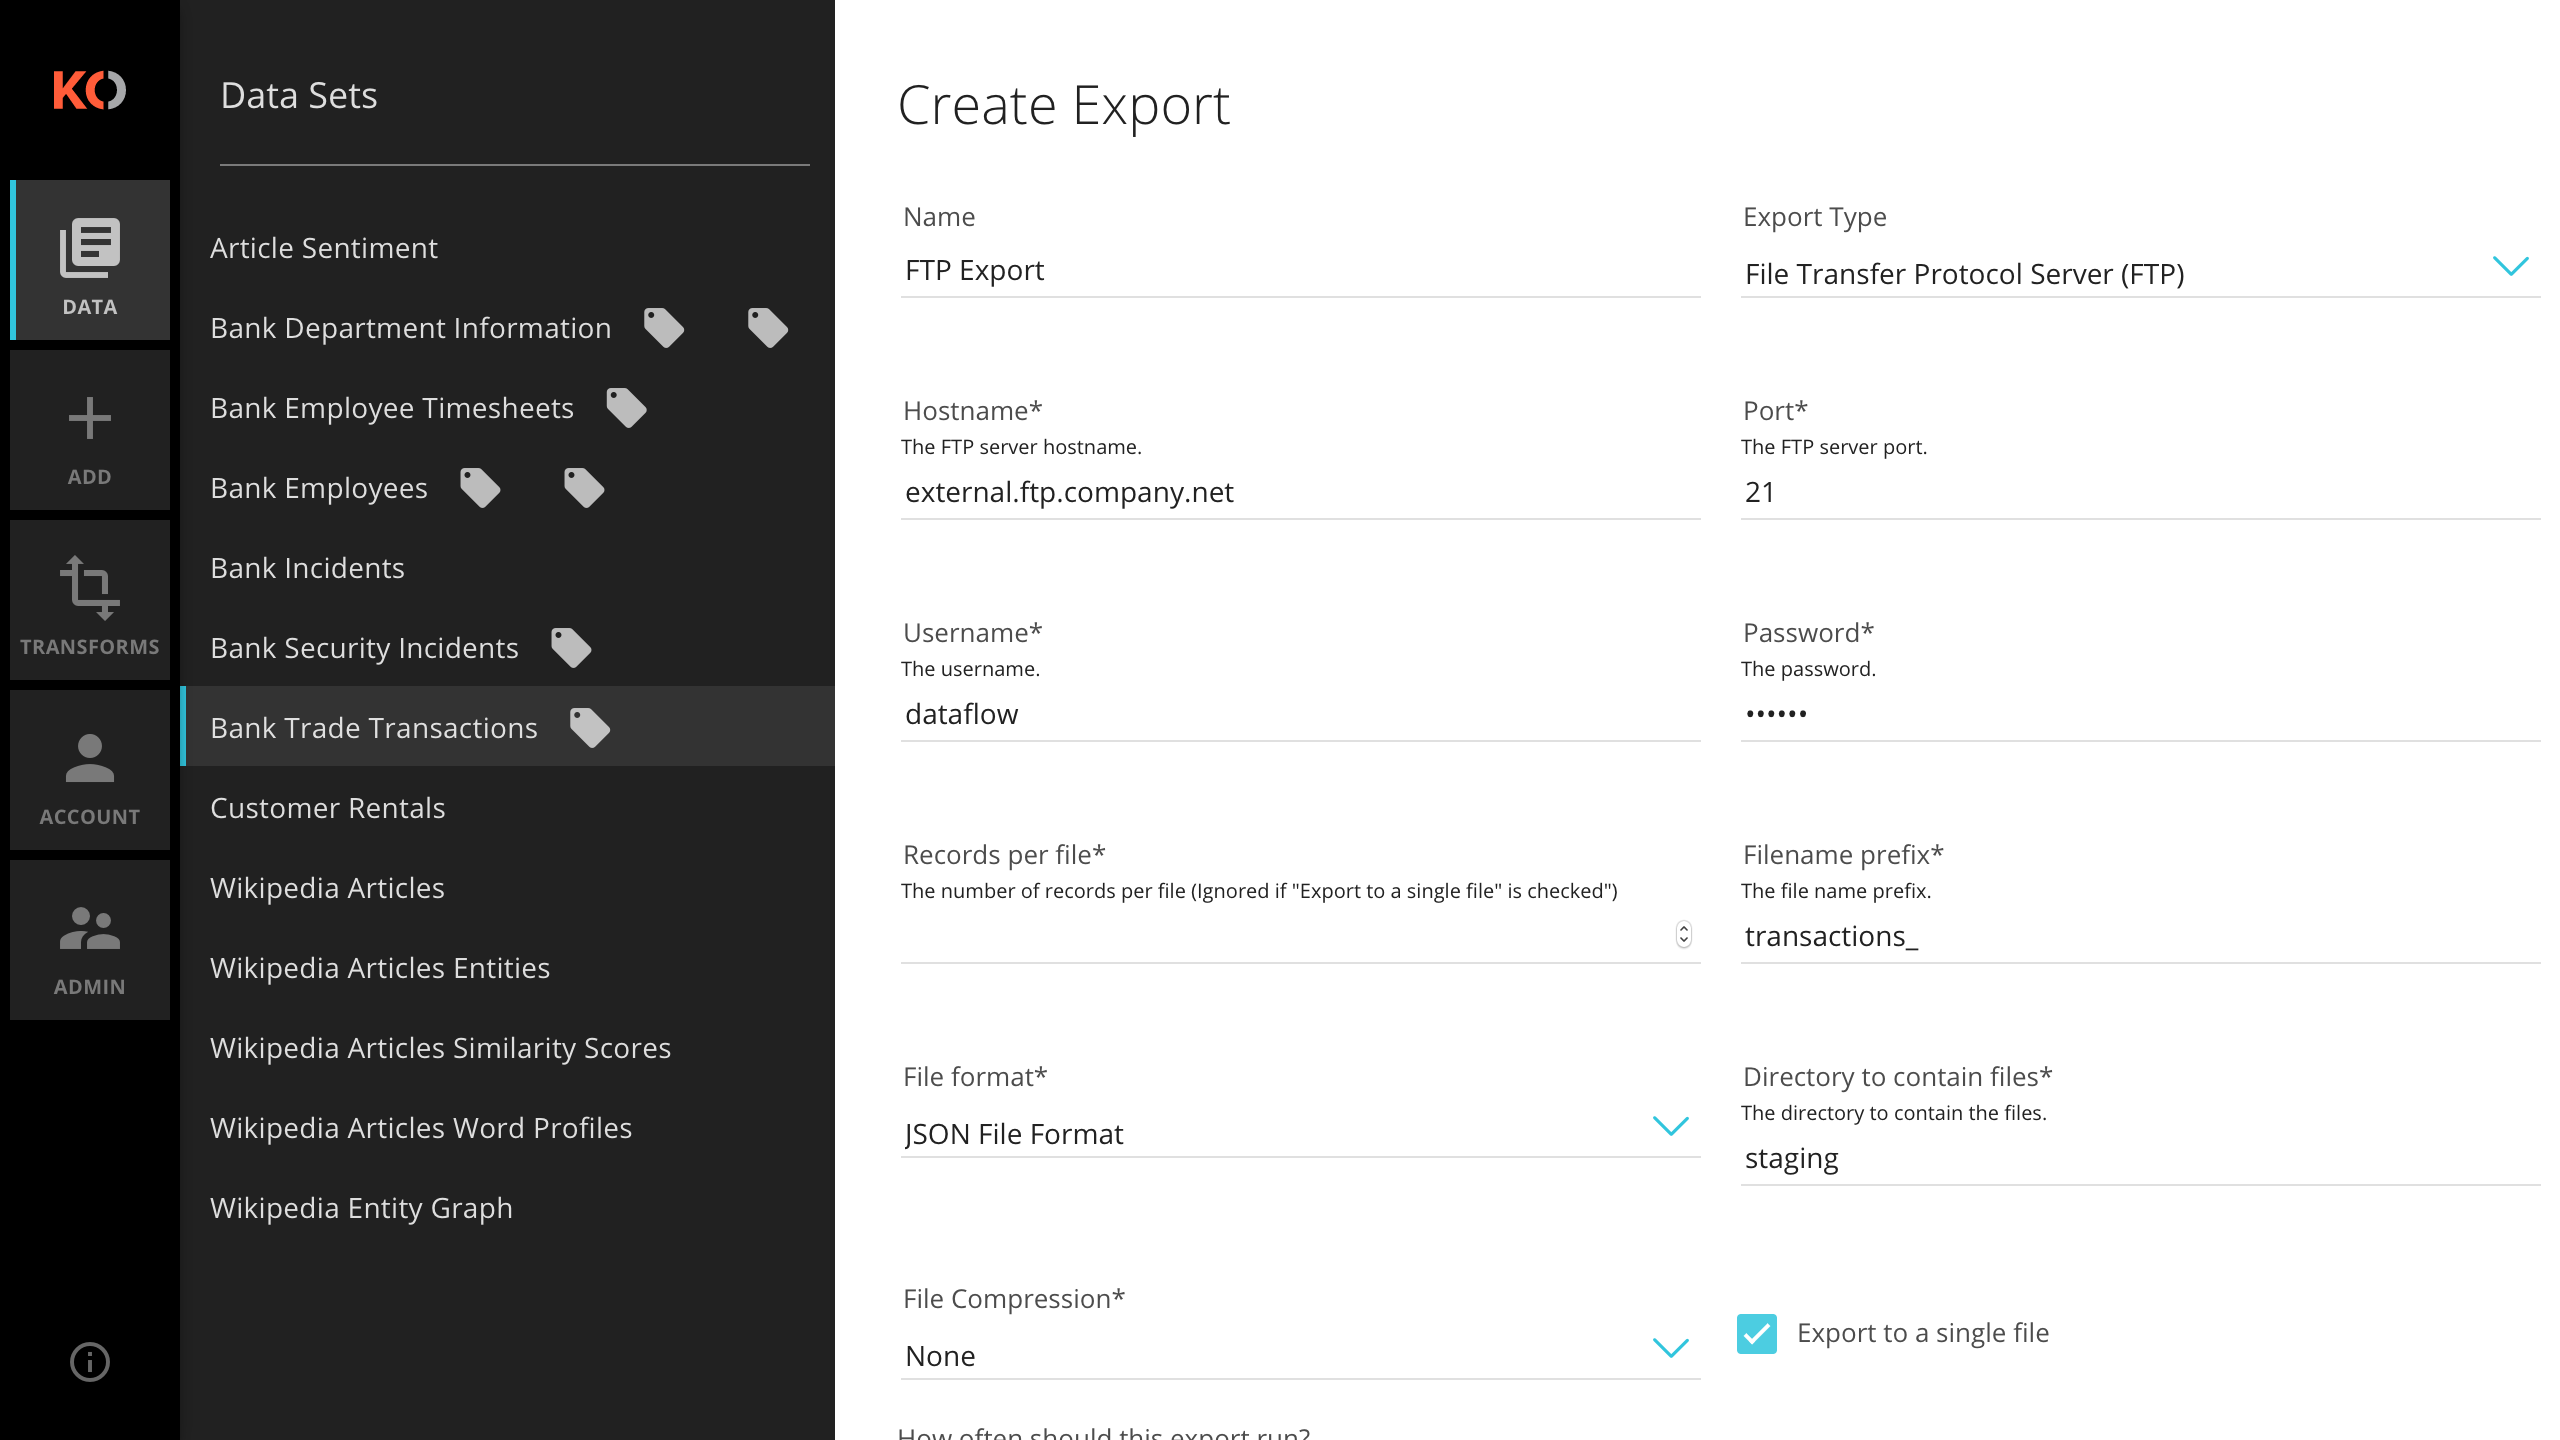 KO
DATA
ADD
TRANSFORMS
ACCOUNT
ADMIN
Data Sets
Article Sentiment
Bank Department Information
Bank Employee Timesheets
Bank Employees
Bank Incidents
Bank Security Incidents
Bank Trade Transactions
Customer Rentals
Wikipedia Articles
Wikipedia Articles Entities
Wikipedia Articles Similarity Scores
Wikipedia Articles Word Profiles
Wikipedia Entity Graph
Create Export
Name
FTP Export
Export Type
File Transfer Protocol Server (FTP)
Hostname*
The FTP server hostname.
external.ftp.company.net
Port*
The FTP server port.
21
Username*
The username.
dataflow
Password*
The password.
••••••
Records per file*
The number of records per file (Ignored if "Export to a single file" is checked")
Filename prefix*
The file name prefix.
transactions_
File format*
JSON File Format
Directory to contain files*
The directory to contain the files.
staging
File Compression*
None
Export to a single file
How often should this export run?